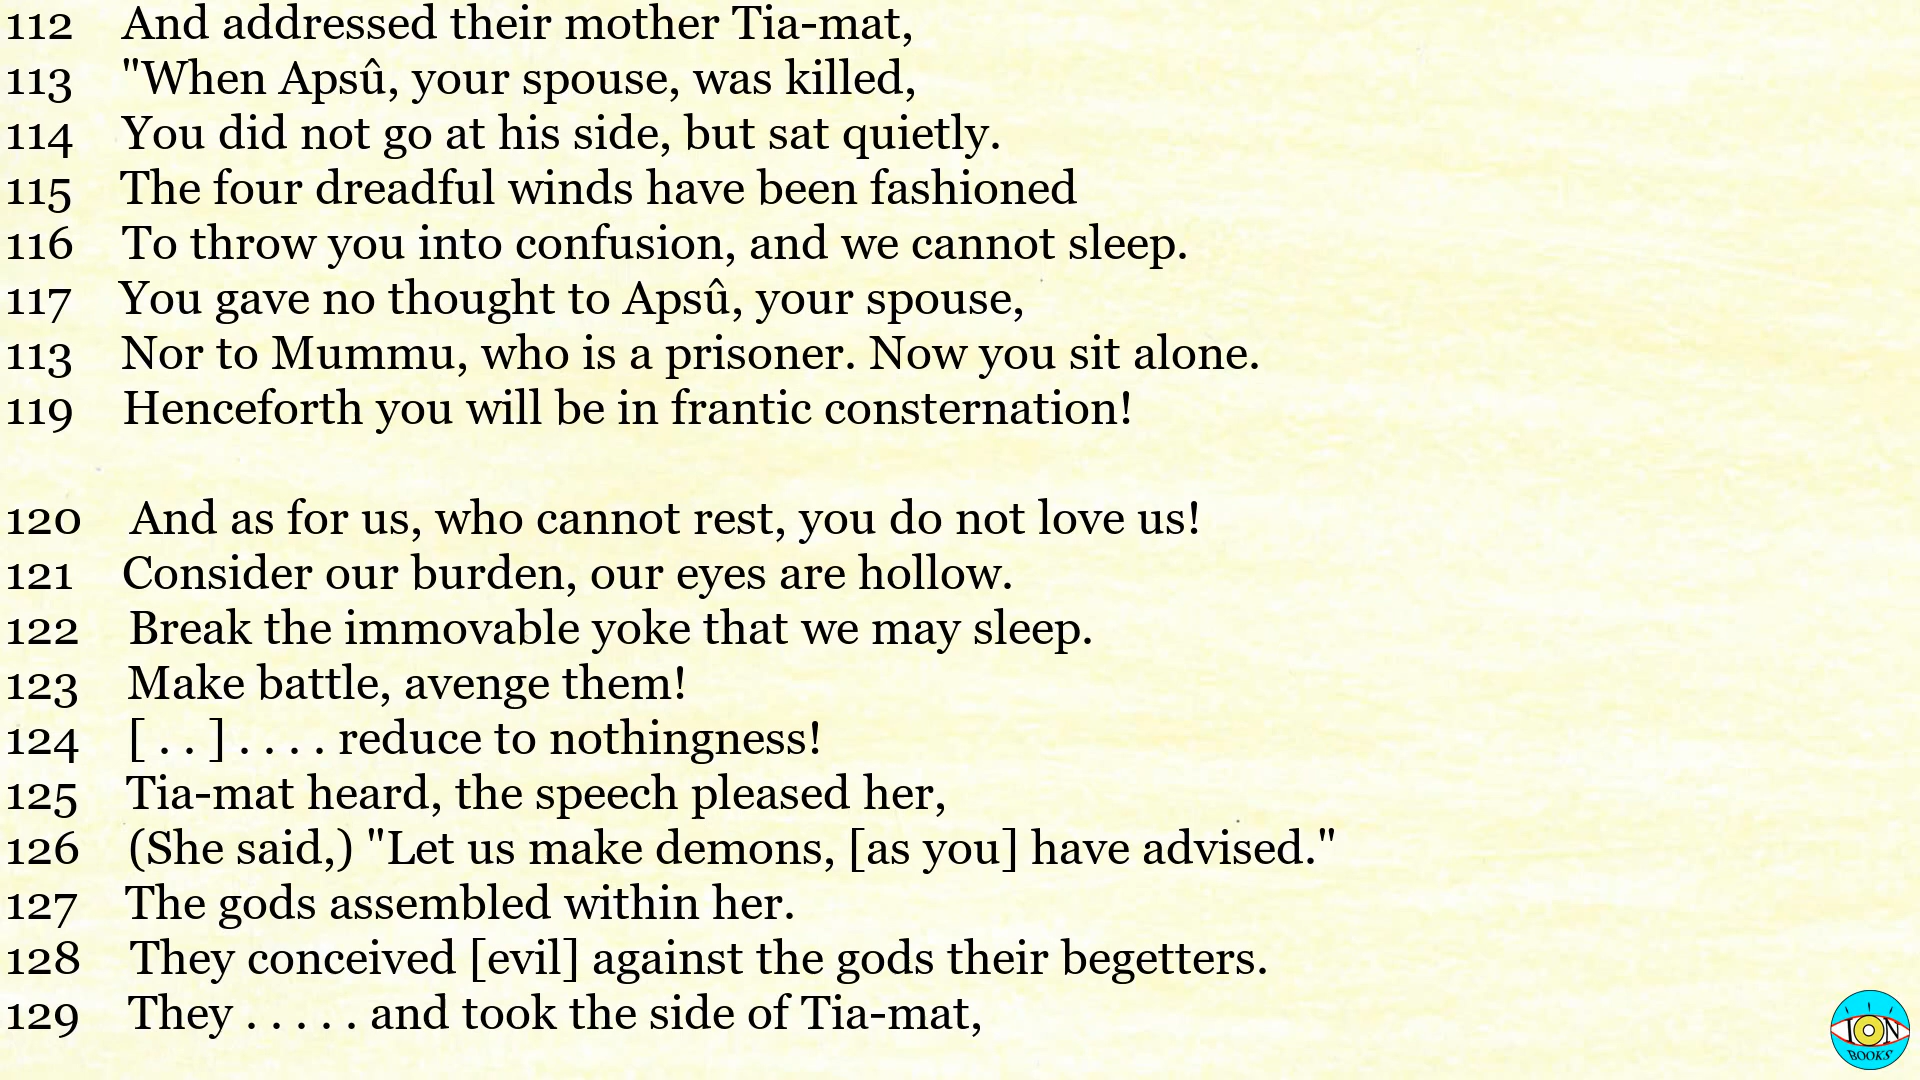 112 And addressed their mother Tia-mat,
113 "When Apsû, your spouse, was killed,
114 You did not go at his side, but sat quietly.
115 The four dreadful winds have been fashioned
116 To throw you into confusion, and we cannot sleep.
117 You gave no thought to Apsû, your spouse,
113 Nor to Mummu, who is a prisoner. Now you sit alone.
119 Henceforth you will be in frantic consternation!
120 And as for us, who cannot rest, you do not love us!
121 Consider our burden, our eyes are hollow.
122 Break the immovable yoke that we may sleep.
123 Make battle, avenge them!
124 [ . . ] . . . . reduce to nothingness!
125 Tia-mat heard, the speech pleased her,
126 (She said,) "Let us make demons, [as you] have advised."
127 The gods assembled within her.
128 They conceived [evil] against the gods their begetters.
129 They . . . . . and took the side of Tia-mat,
ION
BOOKS